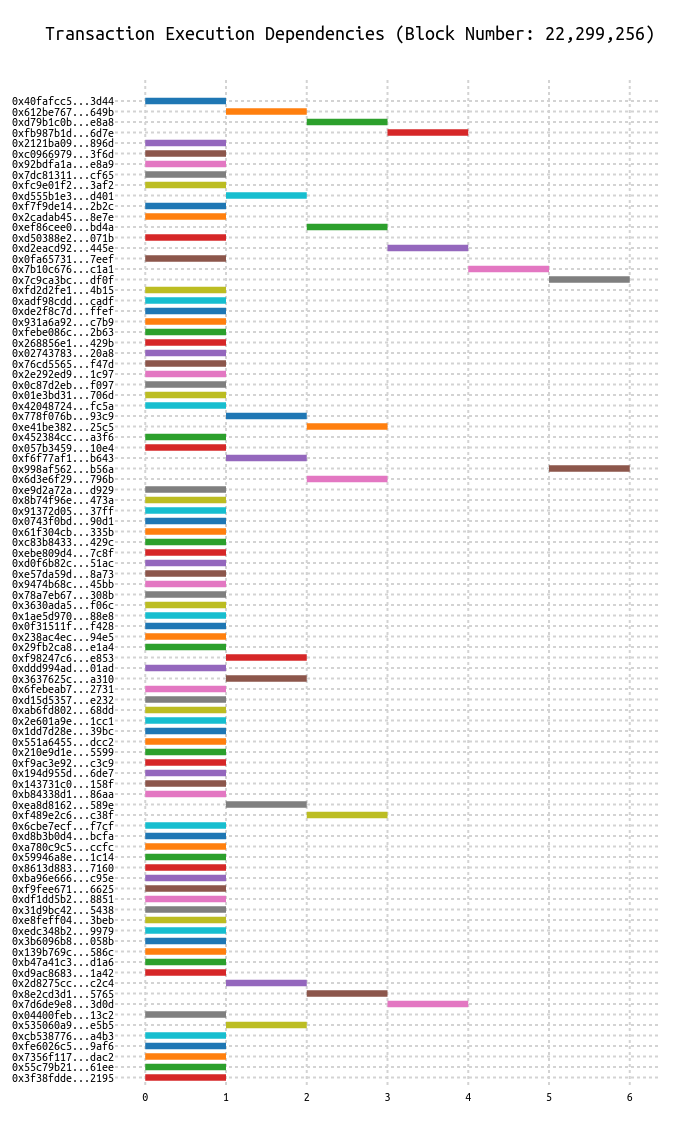 Transaction Execution Dependencies (Block Number: 22,299,256)
0x40fafcc5...3d44
0x612be767...649b
0xd79b1c0b...e8a8
0xfb987b1d...6d7e
0x2121ba09...896d
0xc0966979...3f6d
0x92bdfa1a...e8a9
0x7dc81311...cf65
0xfc9e01f2...3af2
0xd555b1e3...d401
0xf7f9de14...2b2c
0x2cadab45...8e7e
0xef86cee0...bd4a
0xd50388e2...071b
0xd2eacd92...445e
0x0fa65731...7eef
0x7b10c676...c1a1
0x7c9ca3bc...df0f
0xfd2d2fe1...4b15
0xadf98cdd...cadf
0xde2f8c7d...ffef
0x931a6a92...c7b9
0xfebe086c...2b63
0x268856e1...429b
0x02743783...20a8
0x76cd5565...f47d
0x2e292ed9...1c97
0x0c87d2eb...f097
0x01e3bd31...706d
0x42048724...fc5a
0x778f076b...93c9
0xe41be382...25c5
0x452384cc...a3f6
0x057b3459...10e4
0xf6f77af1...b643
0x998af562...b56a
0x6d3e6f29...796b
0xe9d2a72a...d929
0x8b74f96e...473a
0x91372d05...37ff
0x0743f0bd...90d1
0x61f304cb...335b
0xc83b8433...429c
0xebe809d4...7c8f
0xd0f6b82c...51ac
0xe57da59d...8a73
0x9474b68c...45bb
0x78a7eb67...308b
0x3630ada5...f06c
0x1ae5d970...88e8
0x0f31511f...f428
0x238ac4ec...94e5
0x29fb2ca8...e1a4
0xf98247c6...e853
0xddd994ad...01ad
0x3637625c...a310
0x6febeab7...2731
0xd15d5357...e232
0xab6fd802...68dd
0x2e601a9e...1cc1
0x1dd7d28e...39bc
0x551a6455...dcc2
0x210e9d1e...5599
0xf9ac3e92...c3c9
0x194d955d...6de7
0x143731c0...158f
0xb84338d1...86aa
0xea8d8162...589e
0xf489e2c6...c38f
0x6cbe7ecf...f7cf
0xd8b3b0d4...bcfa
0xa780c9c5...ccfc
0x59946a8e...1c14
0x8613d883...7160
0xba96e666...c95e
0xf9fee671...6625
0xdf1dd5b2...8851
0x31d9bc42...5438
0xe8feff04...3beb
0xedc348b2...9979
0x3b6096b8...058b
0x139b769c...586c
0xb47a41c3...d1a6
0xd9ac8683...1a42
0x2d8275cc...c2c4
0x8e2cd3d1...5765
0x7d6de9e8...3d0d
0x04400feb...13c2
0x535060a9...e5b5
0xcb538776...a4b3
0xfe6026c5...9af6
0x7356f117...dac2
0x55c79b21...61ee
0x3f38fdde...2195
0 1 2 3 4 5 6